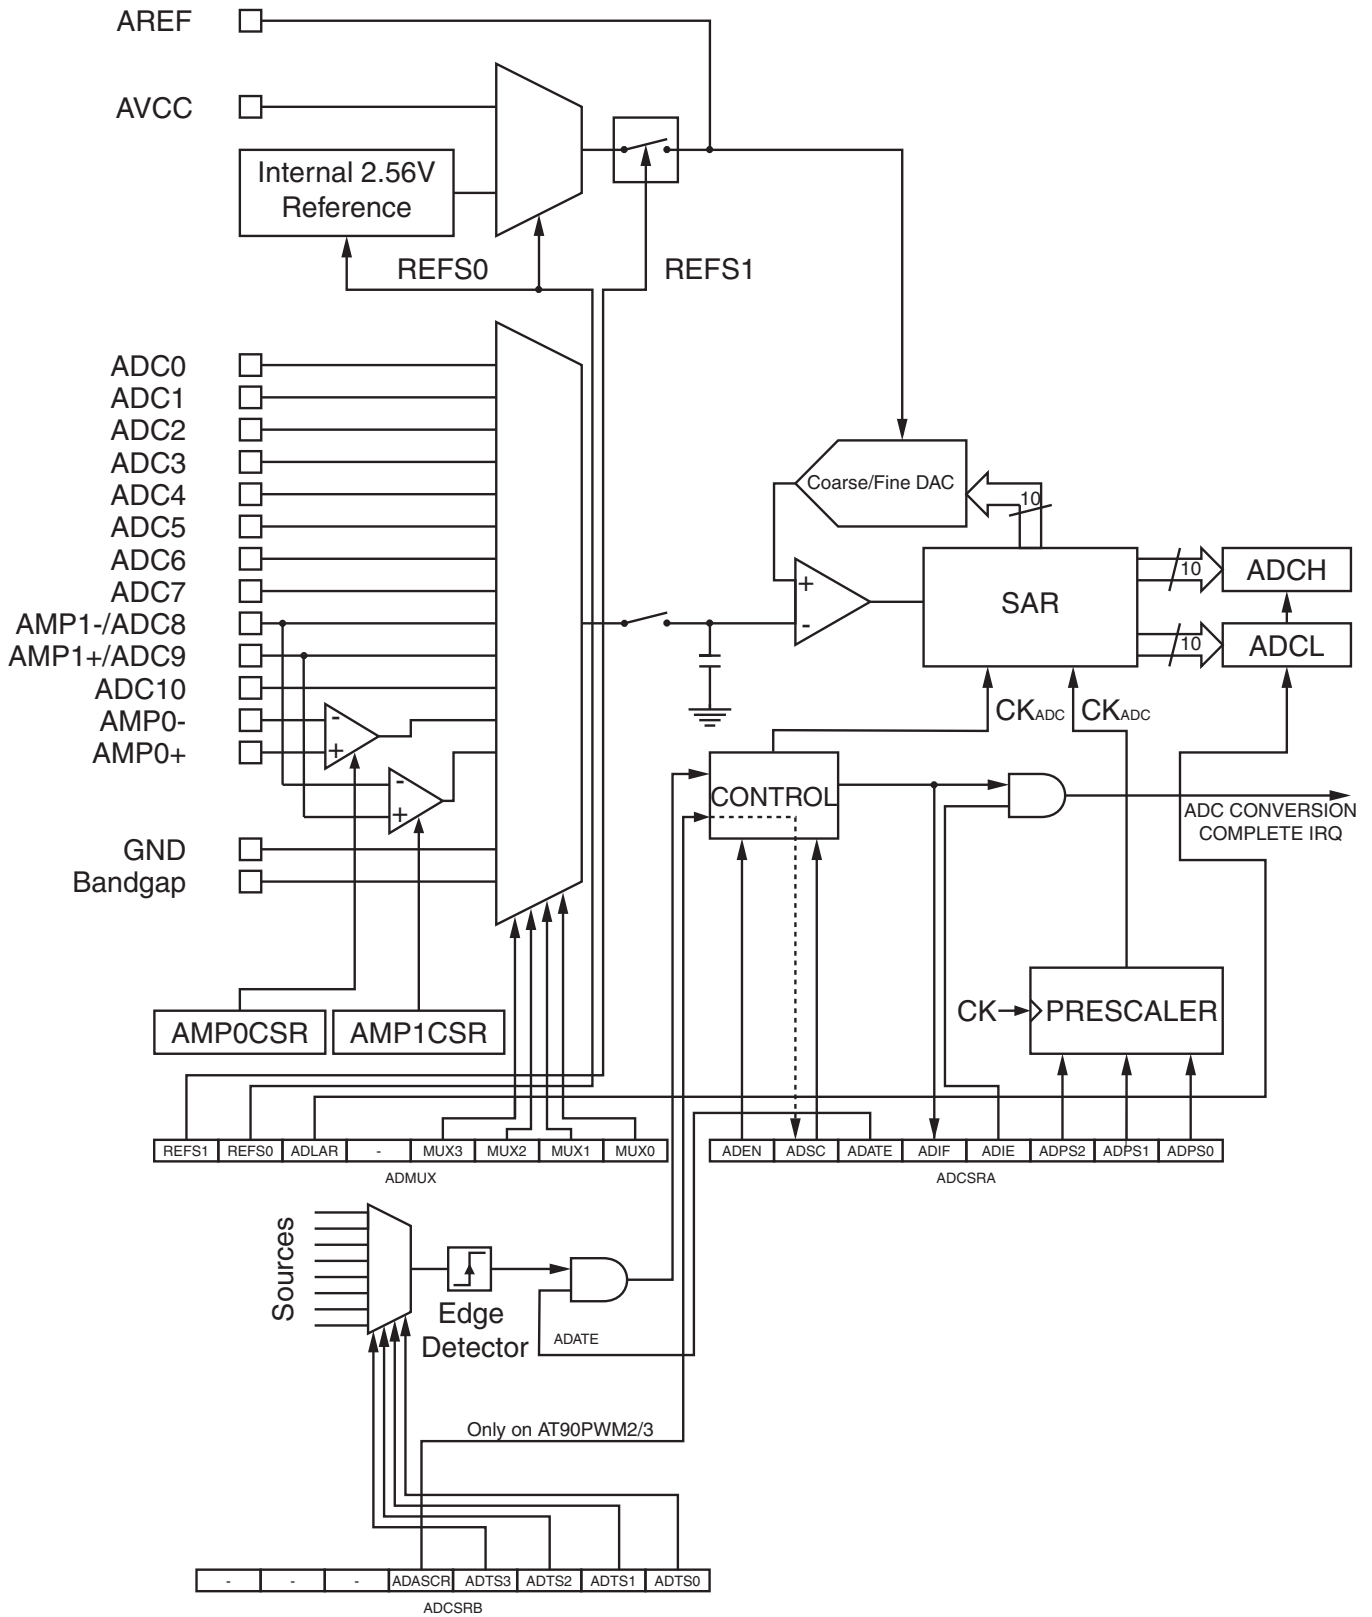 AREF
AVCC
Internal 2.56V
Reference
REFS0
REFS1
ADC0
ADC1
ADC2
ADC3
ADC4
ADC5
ADC6
ADC7
AMP1-/ADC8
AMP1+/ADC9
ADC10
AMP0-
AMP0+
GND
Bandgap
-
+
-
+
Coarse/Fine DAC
10
+
-
SAR
10
ADCH
10
ADCL
CKADC
CKADC
CONTROL
ADC CONVERSION
COMPLETE IRQ
CK
PRESCALER
AMP0CSR
AMP1CSR
REFS1 REFS0 ADLAR - MUX3 MUX2 MUX1 MUX0
ADMUX
ADEN ADSC ADATE ADIF ADIE ADPS2 ADPS1 ADPS0
ADCSRA
Sources
Edge
Detector
ADATE
Only on AT90PWM2/3
- - - ADASCR ADTS3 ADTS2 ADTS1 ADTS0
ADCSRB